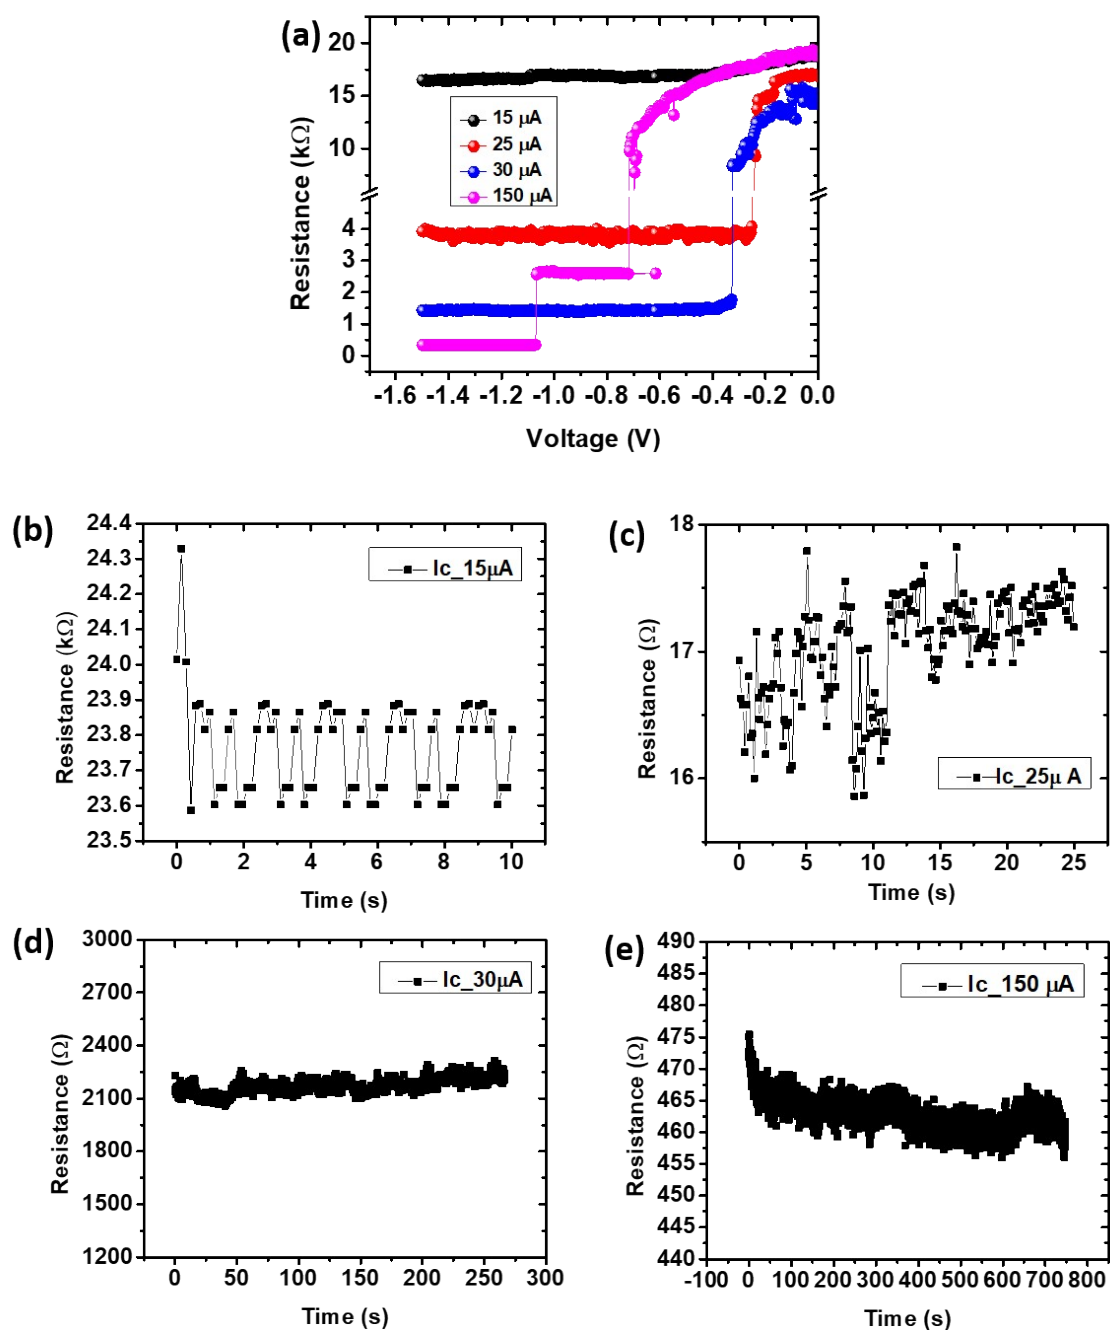 (a)
20
15
10
4
3
2
1
0
Resistance (kΩ)
15 μA
25 μA
30 μA
150 μA
-1.6 -1.4 -1.2 -1.0 -0.8 -0.6 -0.4 -0.2 0.0
Voltage (V)
(b)
24.4
24.3
24.2
24.1
24.0
23.9
23.8
23.7
23.6
23.5
Resistance (kΩ)
Ic_15μA
0 2 4 6 8 10
Time (s)
(c)
18
17
16
Resistance (Ω)
Ic_25μ A
0 5 10 15 20 25
Time (s)
(d)
3000
2700
2400
2100
1800
1500
1200
Resistance (Ω)
Ic_30μA
0 50 100 150 200 250 300
Time (s)
(e)
490
485
480
475
470
465
460
455
450
445
440
Resistance (Ω)
Ic_150 μA
-100 0 100 200 300 400 500 600 700 800
Time (s)